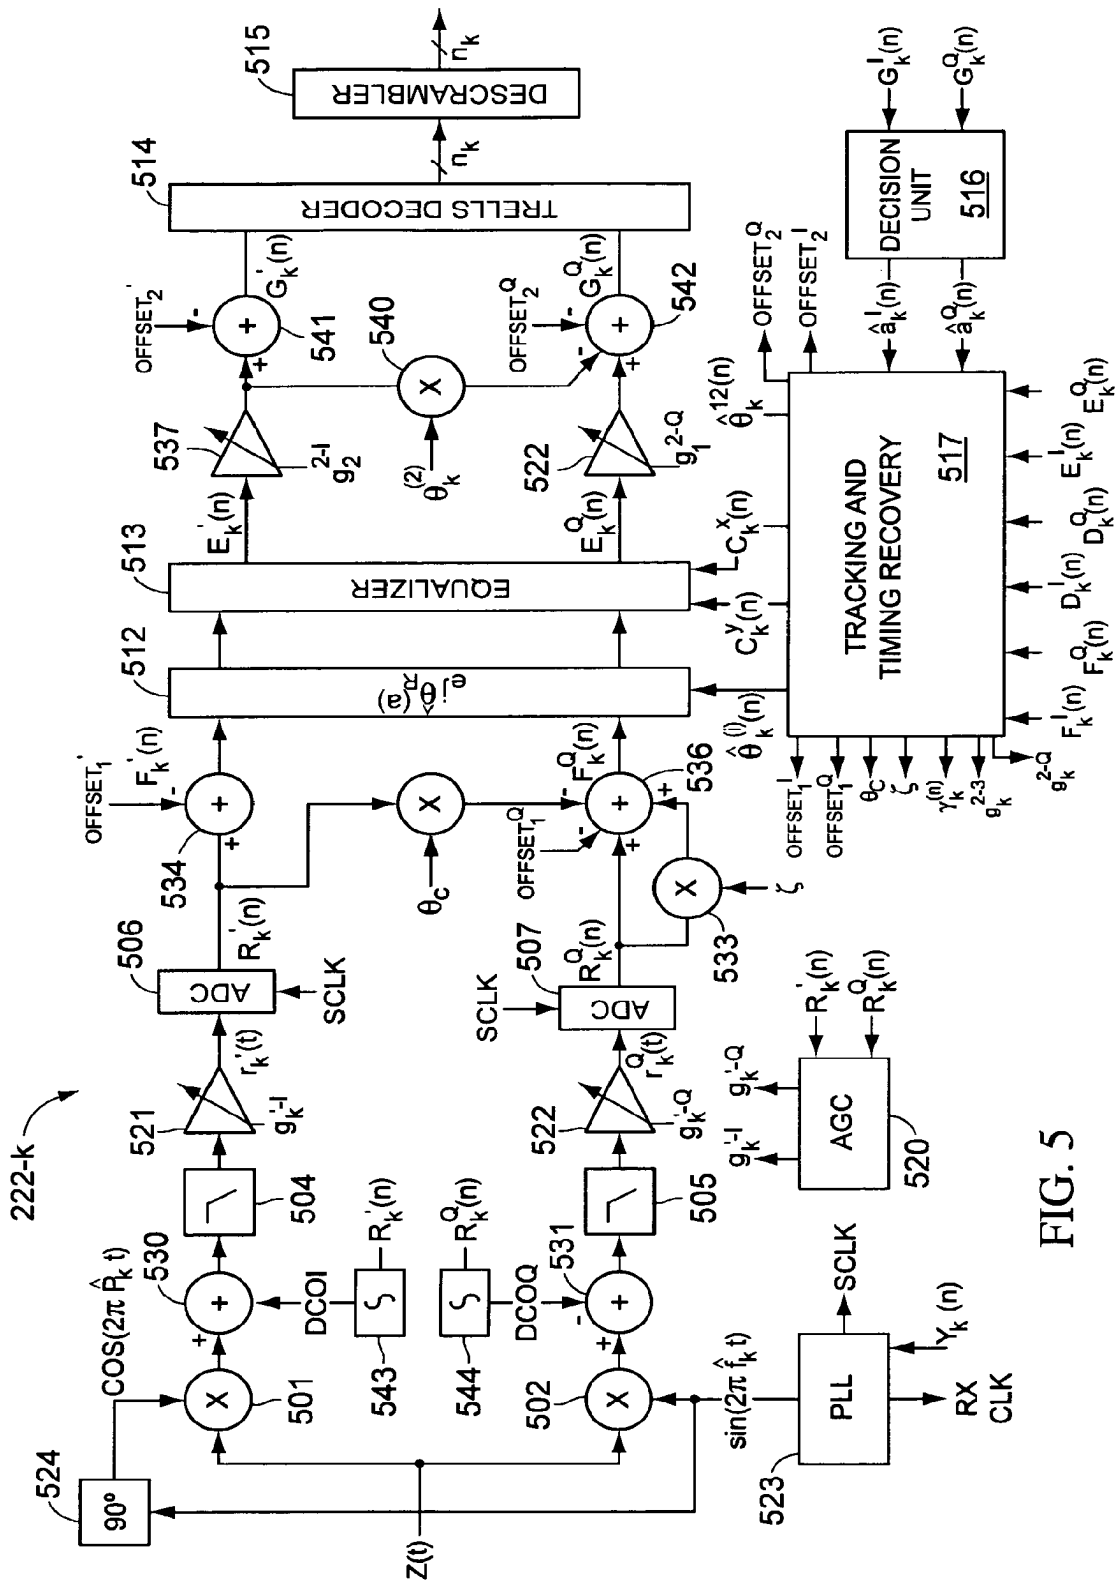 222-k
524
90º
COS(2π P̂k t)
530
501
Z(t)
DCOI
543
Rk'(n)
504
521
gk'-I
rk'(t)
506
ADC
SCLK
Rk'(n)
534
OFFSET1'
Fk'(n)
512
e^jθ̂R(a)
513
EQUALIZER
Ek'(n)
537
g2^2-I
OFFSET2'
541
Gk'(n)
514
TRELLS DECODER
nk
515
DESCRAMBLER
nk
540
θk^(2)
θC
544
Rk^Q(n)
DCOQ
531
502
505
522
gk'-Q
rk^Q(t)
SCLK
507
ADC
Rk^Q(n)
533
ζ
OFFSET1^Q
536
Fk^Q(n)
Ek^Q(n)
522
g1^2-Q
OFFSET2^Q
542
Gk^Q(n)
sin(2π f̂k t)
523
PLL
SCLK
Yk (n)
RX
CLK
gk'-I
gk'-Q
AGC
520
Rk'(n)
Rk^Q(n)
θ̂k^(I)(n)
Ck^y(n)
Ck^x(n)
θ̂k^12(n)
OFFSET2^Q
OFFSET2^I
OFFSET1^I
OFFSET1^Q
θC
ζ
γk^(n)
gk^2-3
gk^2-Q
TRACKING AND
TIMING RECOVERY
517
Fk^I(n)
Fk^Q(n)
Dk^I(n)
Dk^Q(n)
Ek^I(n)
Ek^Q(n)
âk^I(n)
âk^Q(n)
DECISION
UNIT
516
Gk^I(n)
Gk^Q(n)
FIG. 5